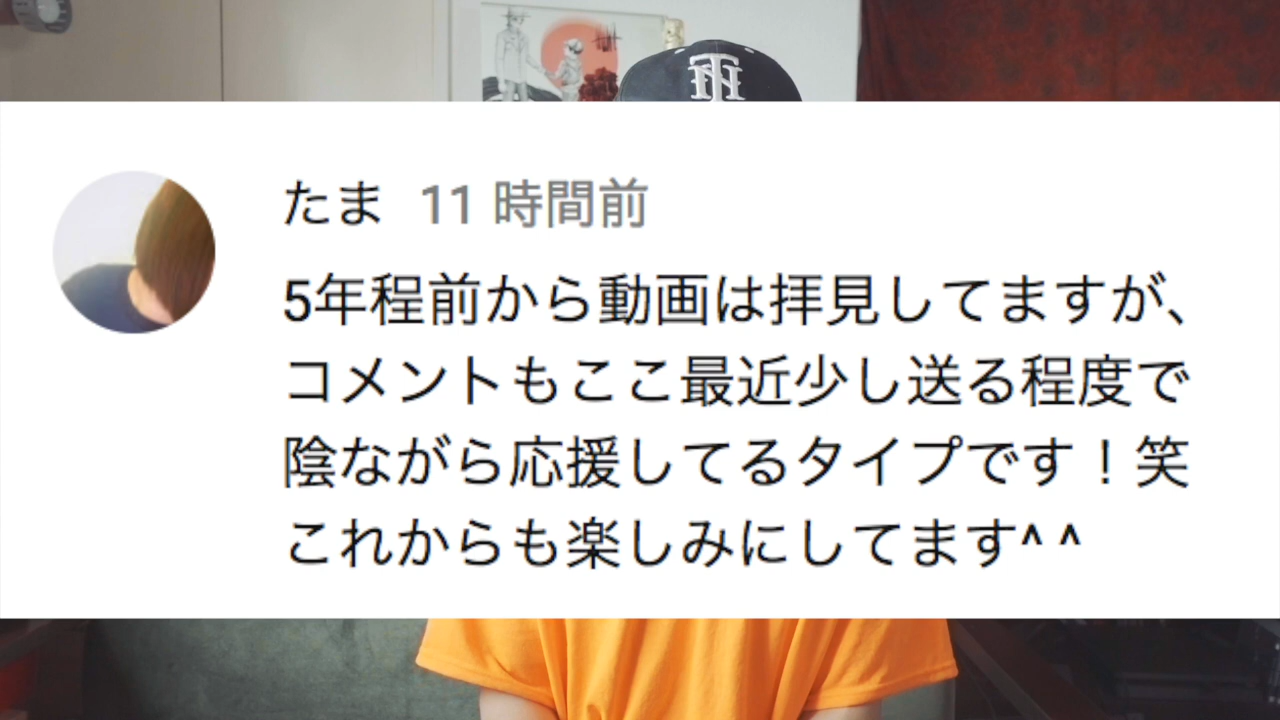 たま 11 時間前
5年程前から動画は拝見してますが、
コメントもここ最近少し送る程度で
陰ながら応援してるタイプです！笑
これからも楽しみにしてます^ ^